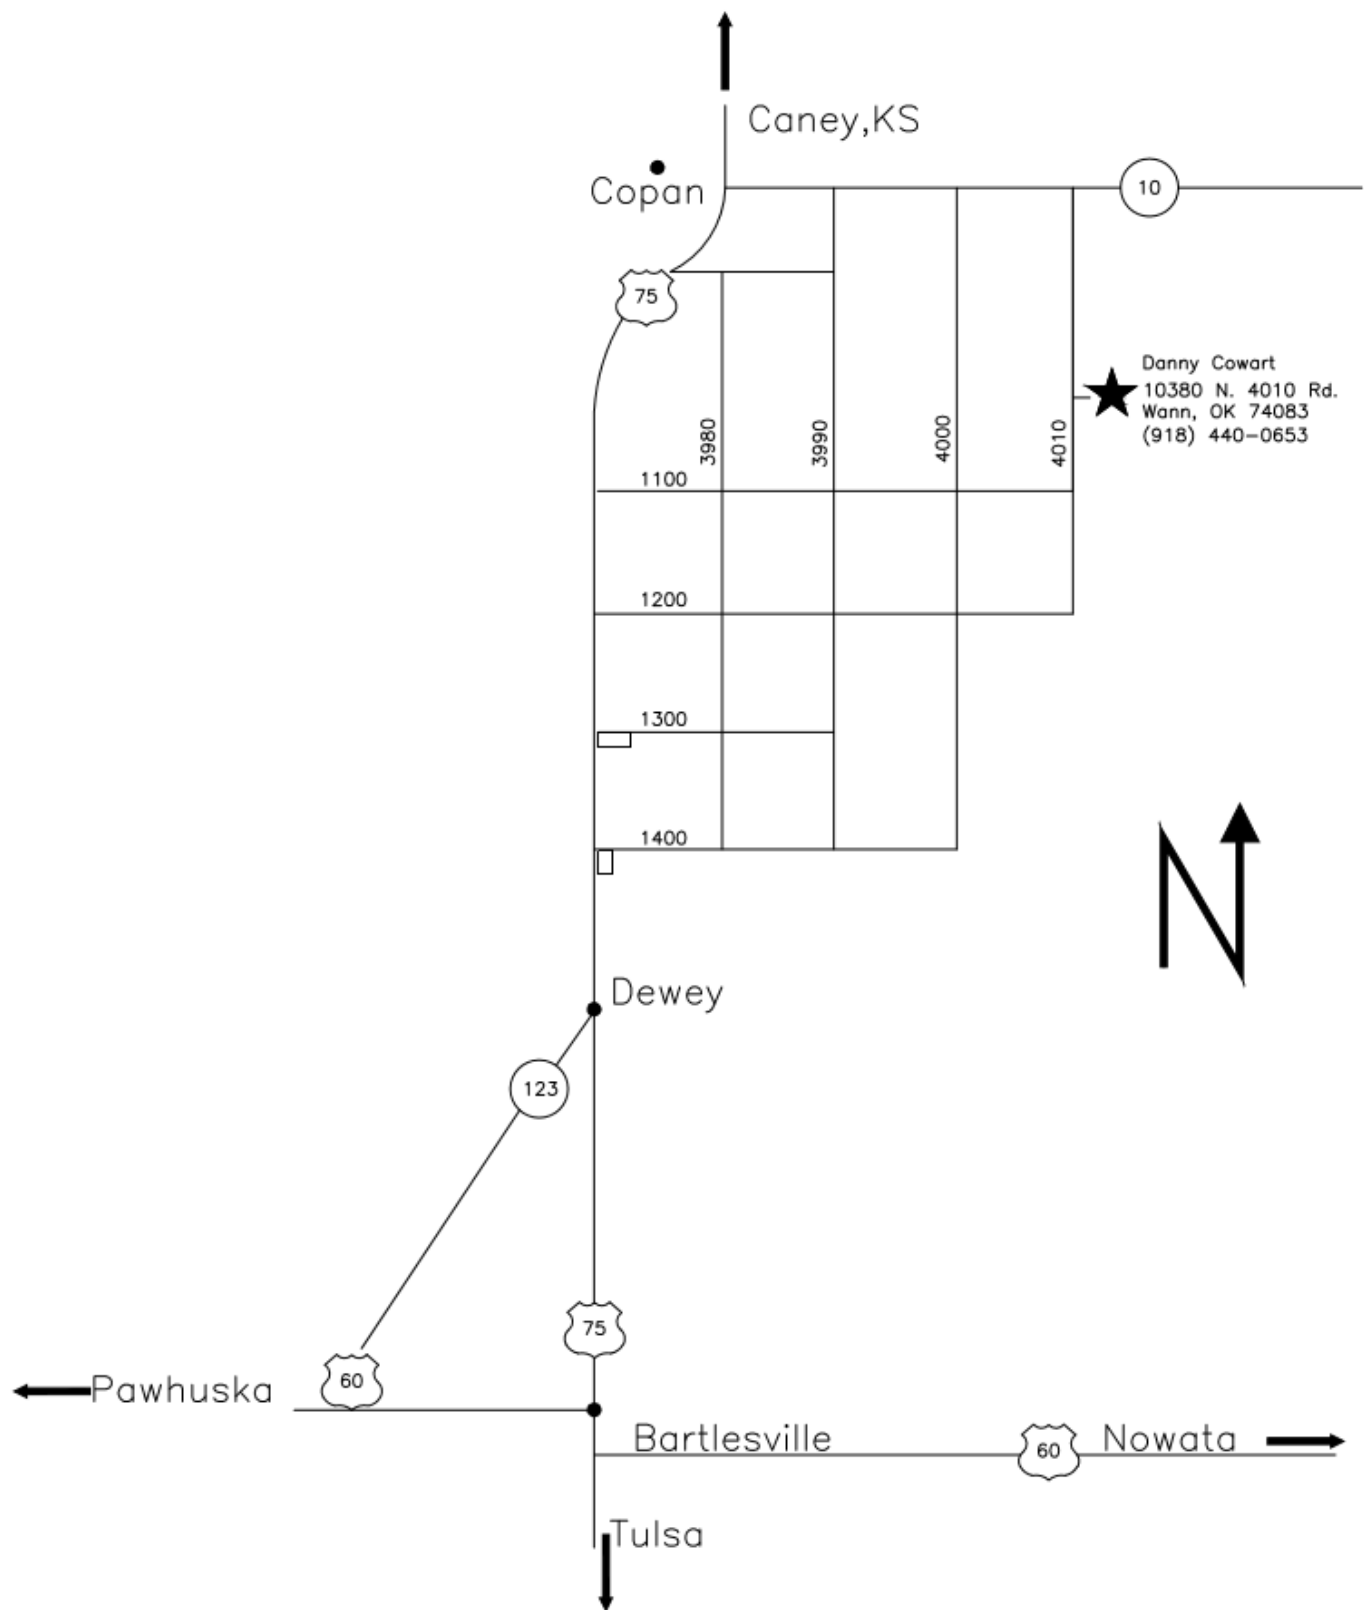 Caney,KS
Copan
10
75
Danny Cowart
10380 N. 4010 Rd.
Wann, OK 74083
(918) 440-0653
3980
3990
4000
4010
1100
1200
1300
1400
N
Dewey
123
75
60
Pawhuska
Bartlesville
60
Nowata
Tulsa